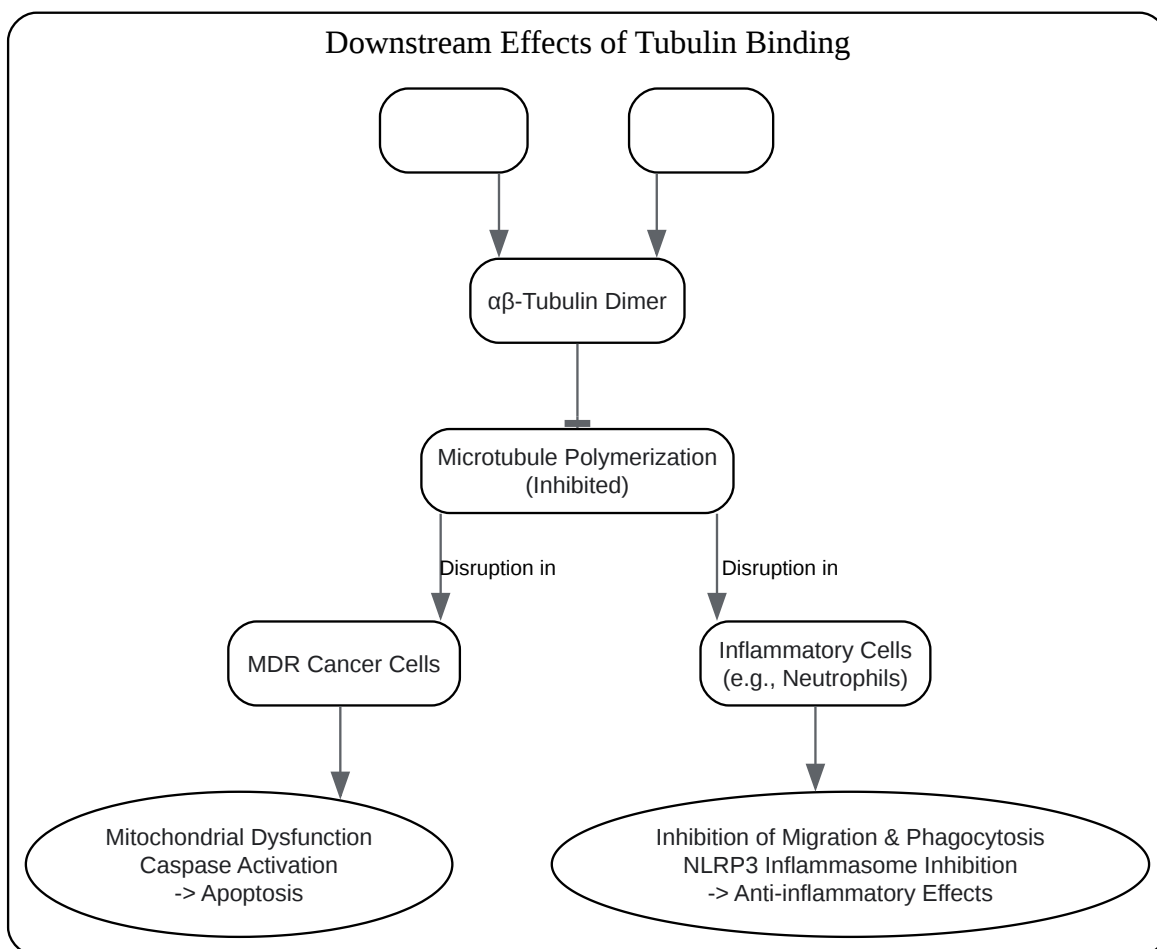 Downstream Effects of Tubulin Binding
αβ-Tubulin Dimer
Microtubule Polymerization
(Inhibited)
Disruption in
Disruption in
MDR Cancer Cells
Inflammatory Cells
(e.g., Neutrophils)
Mitochondrial Dysfunction
Caspase Activation
-> Apoptosis
Inhibition of Migration & Phagocytosis
NLRP3 Inflammasome Inhibition
-> Anti-inflammatory Effects